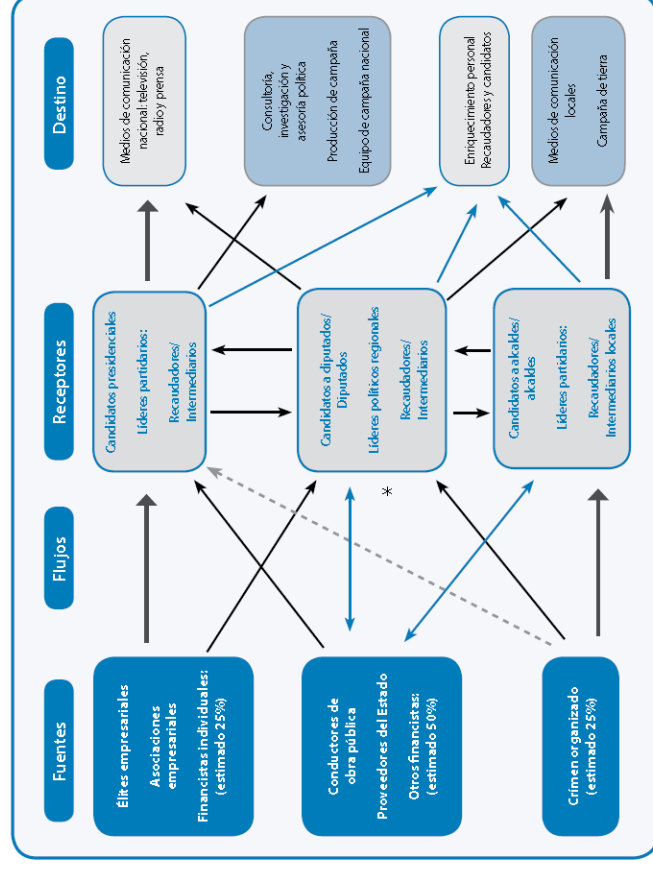 Fuentes
Flujos
Receptores
Destino
Élites empresariales
Asociaciones
empresariales
Financistas individuales:
(estimado 25%)
Conductores de
obra pública
Proveedores del Estado
Otros financistas:
(estimado 50%)
Crímen organizado
(estimado 25%)
*
Candidatos presidenciales
Líderes partidarios:
Recaudadores/
Intermediarios
Candidatos a diputados/
Diputados
Líderes políticos regionales
Recaudadores/
Intermediarios
Candidatos a alcaldes/
alcaldes
Líderes partidarios:
Recaudadores/
Intermediarios locales
Medios de comunicación
nacional: televisión,
radio y prensa
Consultoría,
investigación y
asesoría política
Producción de campaña
Equipo de campaña nacional
Enriquecimiento personal
Recaudadores y candidatos
Medios de comunicación
locales
Campaña de tierra